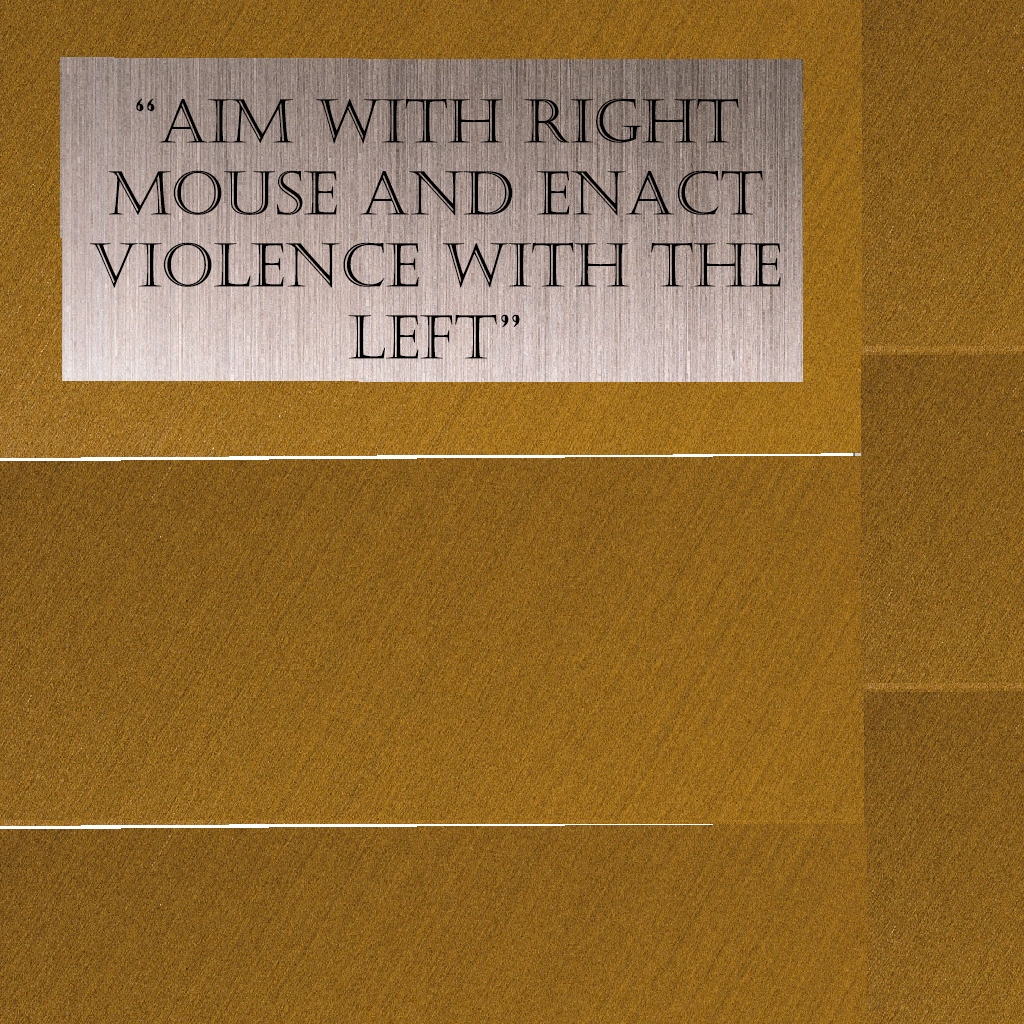 “AIM WITH RIGHT
MOUSE AND ENACT
VIOLENCE WITH THE
LEFT”